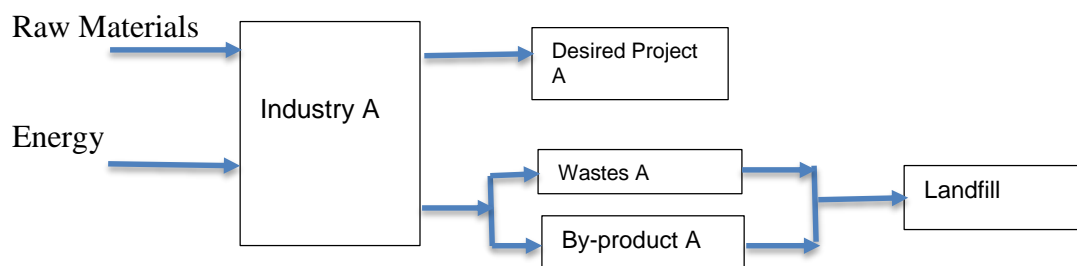 Raw Materials
Desired Project
A
Industry A
Energy
Wastes A
Landfill
By-product A